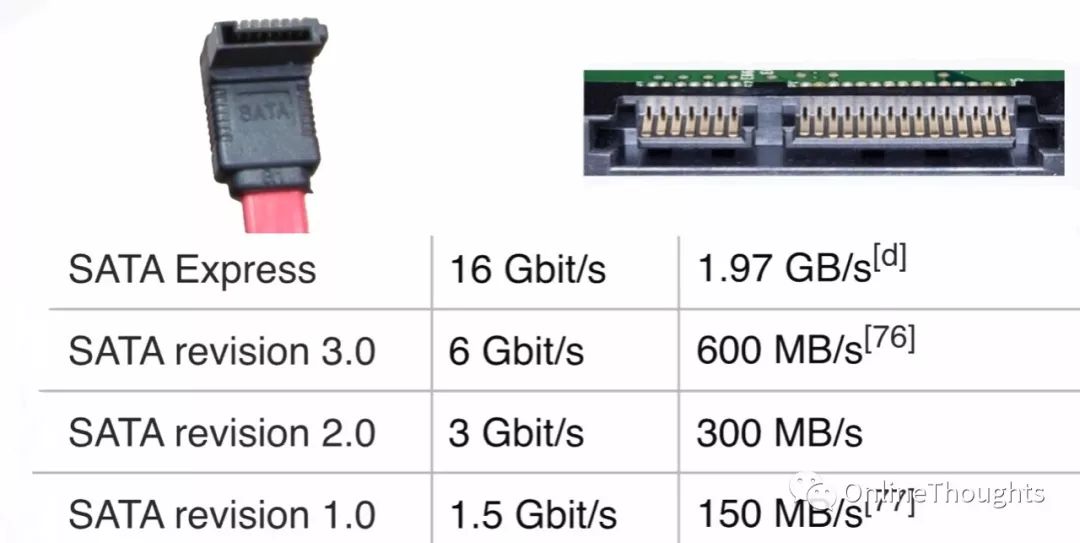 SATA
SATA Express 16 Gbit/s 1.97 GB/s[d]
SATA revision 3.0 6 Gbit/s 600 MB/s[76]
SATA revision 2.0 3 Gbit/s 300 MB/s
SATA revision 1.0 1.5 Gbit/s 150 MB/s[77]
OnlineThoughts